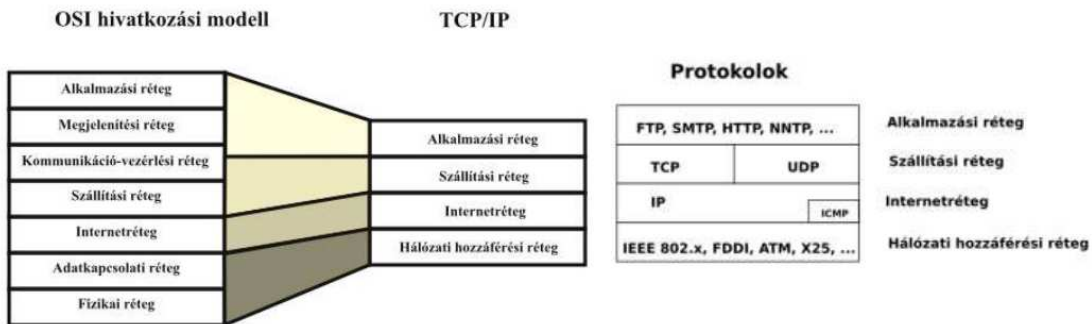 OSI hivatkozási modell
TCP/IP
Alkalmazási réteg
Megjelenítési réteg
Kommunikáció-vezérlési réteg
Szállítási réteg
Internetréteg
Adatkapcsolati réteg
Fizikai réteg
Alkalmazási réteg
Szállítási réteg
Internetréteg
Hálózati hozzáférési réteg
Protokolok
FTP, SMTP, HTTP, NNTP, ...
Alkalmazási réteg
TCP
UDP
Szállítási réteg
IP
ICMP
Internetréteg
IEEE 802.x, FDDI, ATM, X25, ...
Hálózati hozzáférési réteg